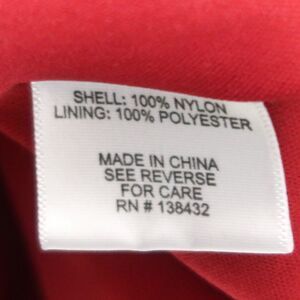 SHELL: 100% NYLON
LINING: 100% POLYESTER
MADE IN CHINA
SEE REVERSE
FOR CARE
RN # 138432